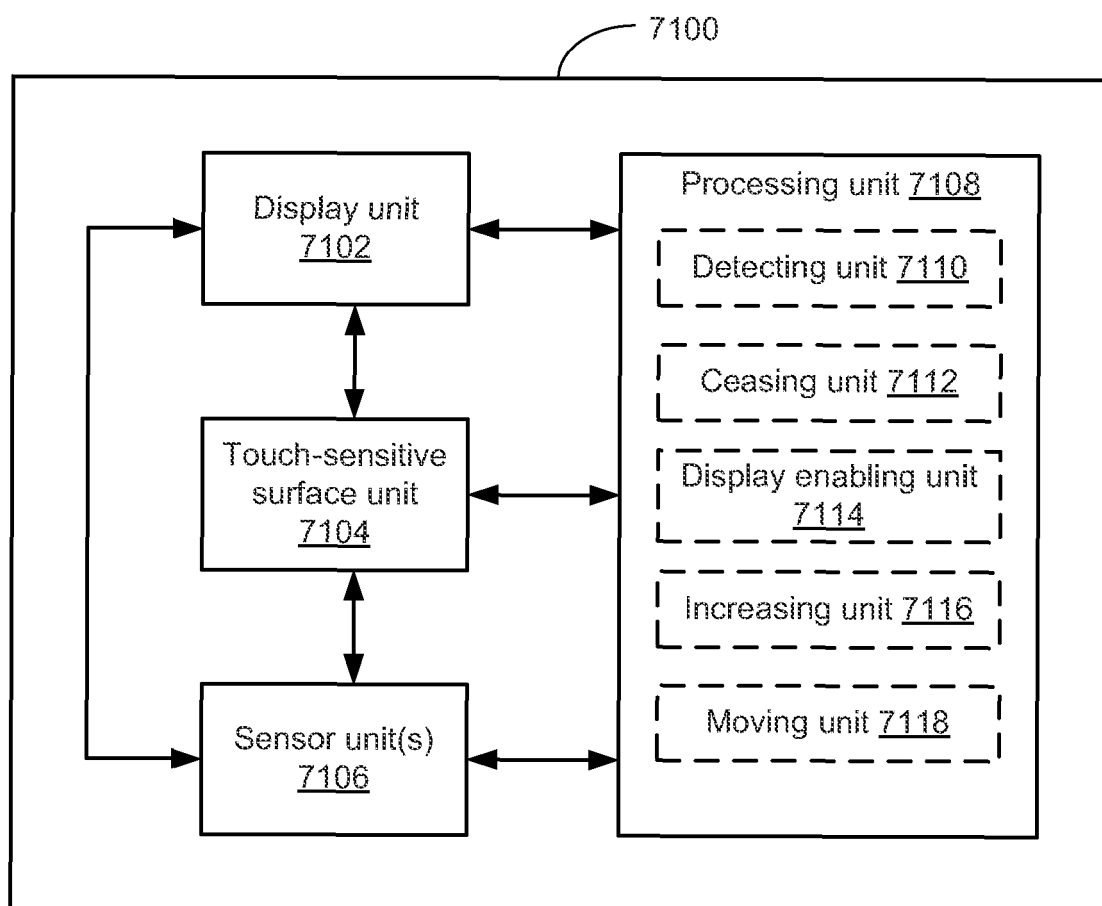 7100
Display unit
7102
Touch-sensitive
surface unit
7104
Sensor unit(s)
7106
Processing unit 7108
Detecting unit 7110
Ceasing unit 7112
Display enabling unit
7114
Increasing unit 7116
Moving unit 7118